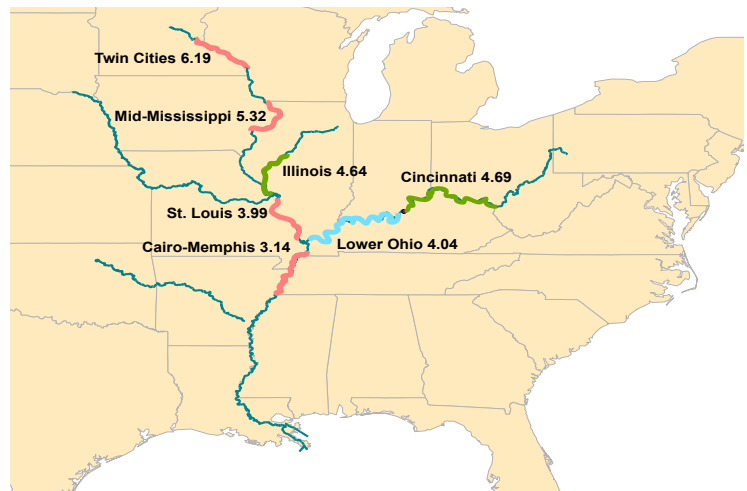 Twin Cities 6.19
Mid-Mississippi 5.32
Illinois 4.64
Cincinnati 4.69
St. Louis 3.99
Cairo-Memphis 3.14
Lower Ohio 4.04